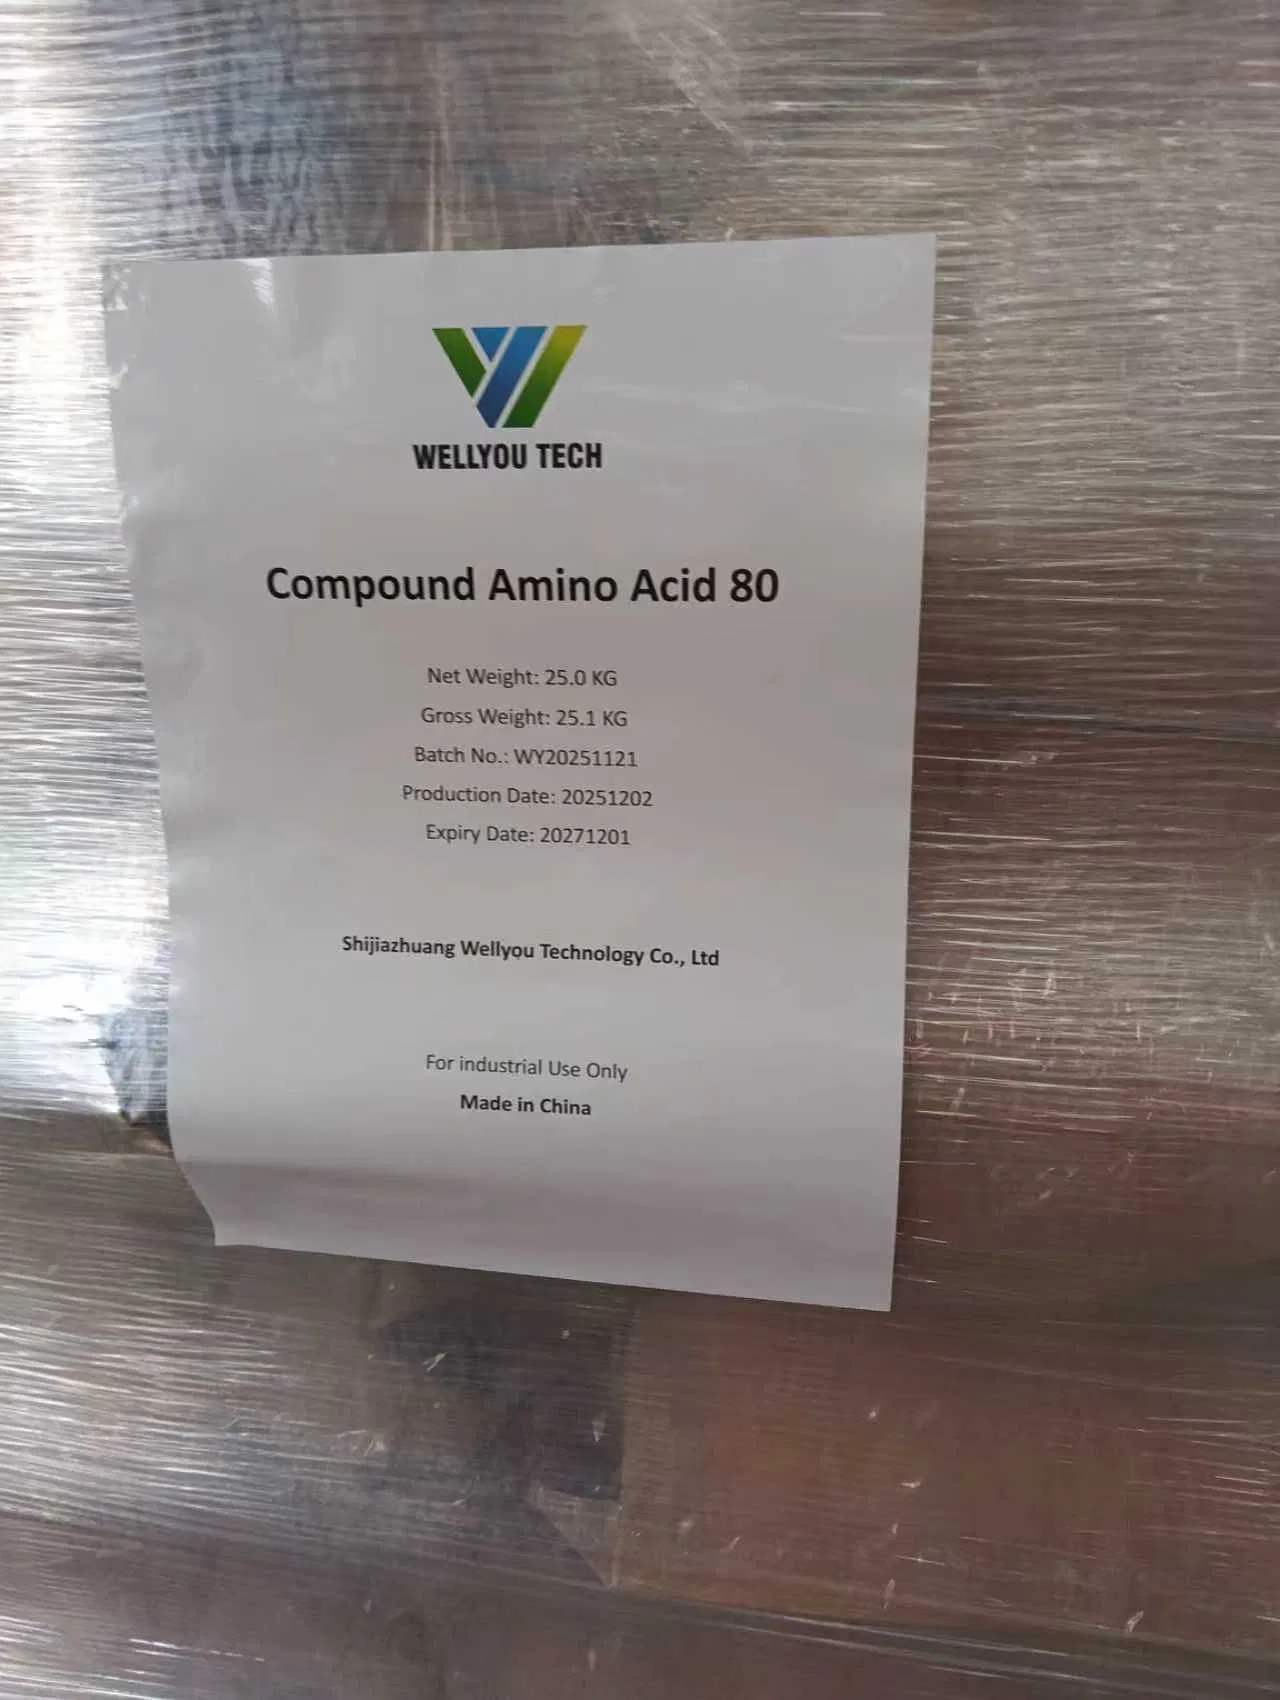 WELLYOU TECH
Compound Amino Acid 80
Net Weight: 25.0 KG
Gross Weight: 25.1 KG
Batch No.: WY20251121
Production Date: 20251202
Expiry Date: 20271201
Shijiazhuang Wellyou Technology Co., Ltd
For industrial Use Only
Made in China